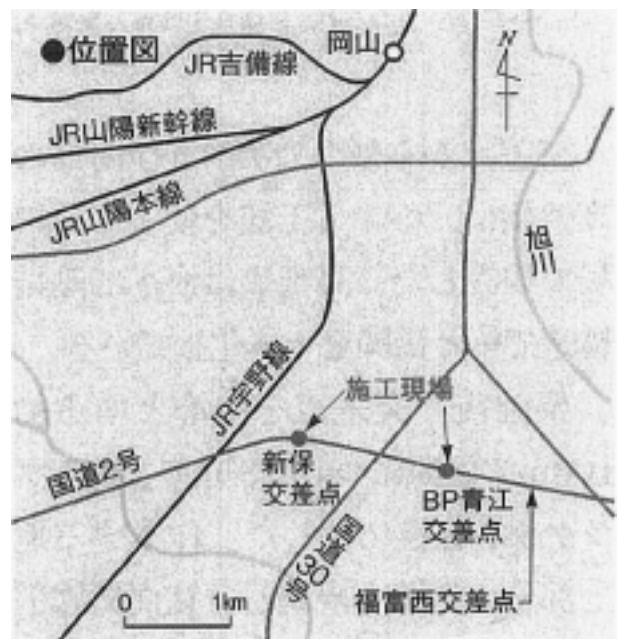 ●位置図
岡山
N
JR吉備線
JR山陽新幹線
JR山陽本線
旭川
JR宇野線
施工現場
国道2号
新保
交差点
BP青江
交差点
国道30号
福富西交差点
0 1km